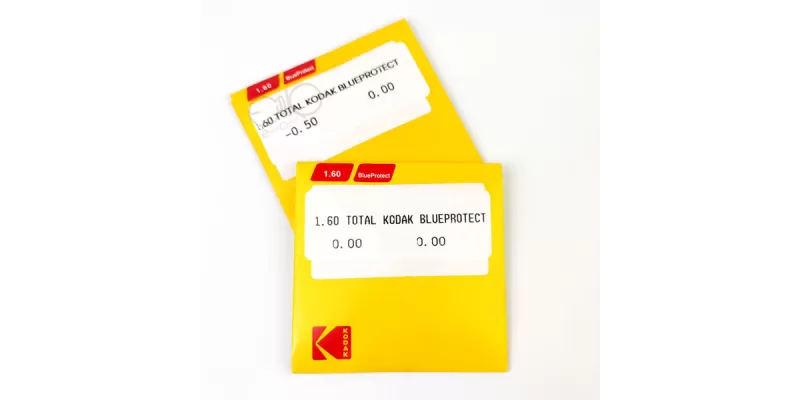 1.60 BlueProtect
1.60 TOTAL KODAK BLUEPROTECT
-0.50 0.00
1.60 BlueProtect
1.60 TOTAL KODAK BLUEPROTECT
0.00 0.00
KODAK